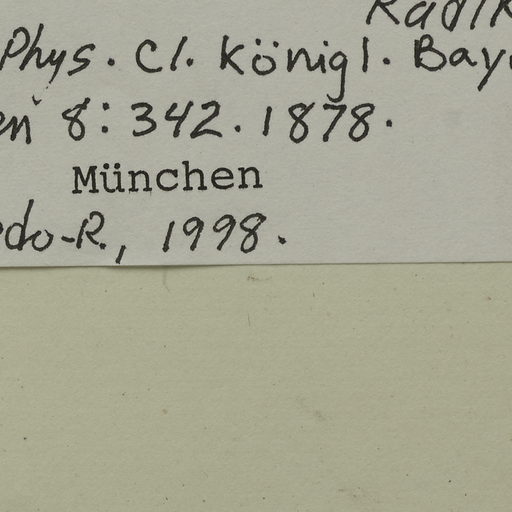 Radlk
Phys. Cl. Königl. Bay
en 8: 342. 1878.
München
do-R., 1998.